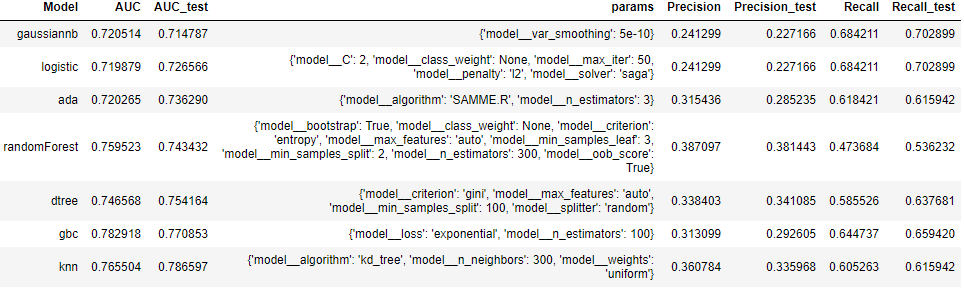 Model AUC AUC_test params Precision Precision_test Recall Recall_test
gaussiannb 0.720514 0.714787 {'model__var_smoothing': 5e-10} 0.241299 0.227166 0.684211 0.702899
logistic 0.719879 0.726566 {'model__C': 2, 'model__class_weight': None, 'model__max_iter': 50,
'model__penalty': 'l2', 'model__solver': 'saga'} 0.241299 0.227166 0.684211 0.702899
ada 0.720265 0.736290 {'model__algorithm': 'SAMME.R', 'model__n_estimators': 3} 0.315436 0.285235 0.618421 0.615942
randomForest 0.759523 0.743432 {'model__bootstrap': True, 'model__class_weight': None, 'model__criterion':
'entropy', 'model__max_features': 'auto', 'model__min_samples_leaf': 3,
'model__min_samples_split': 2, 'model__n_estimators': 300, 'model__oob_score':
True} 0.387097 0.381443 0.473684 0.536232
dtree 0.746568 0.754164 {'model__criterion': 'gini', 'model__max_features': 'auto',
'model__min_samples_split': 100, 'model__splitter': 'random'} 0.338403 0.341085 0.585526 0.637681
gbc 0.782918 0.770853 {'model__loss': 'exponential', 'model__n_estimators': 100} 0.313099 0.292605 0.644737 0.659420
knn 0.765504 0.786597 {'model__algorithm': 'kd_tree', 'model__n_neighbors': 300, 'model__weights':
'uniform'} 0.360784 0.335968 0.605263 0.615942